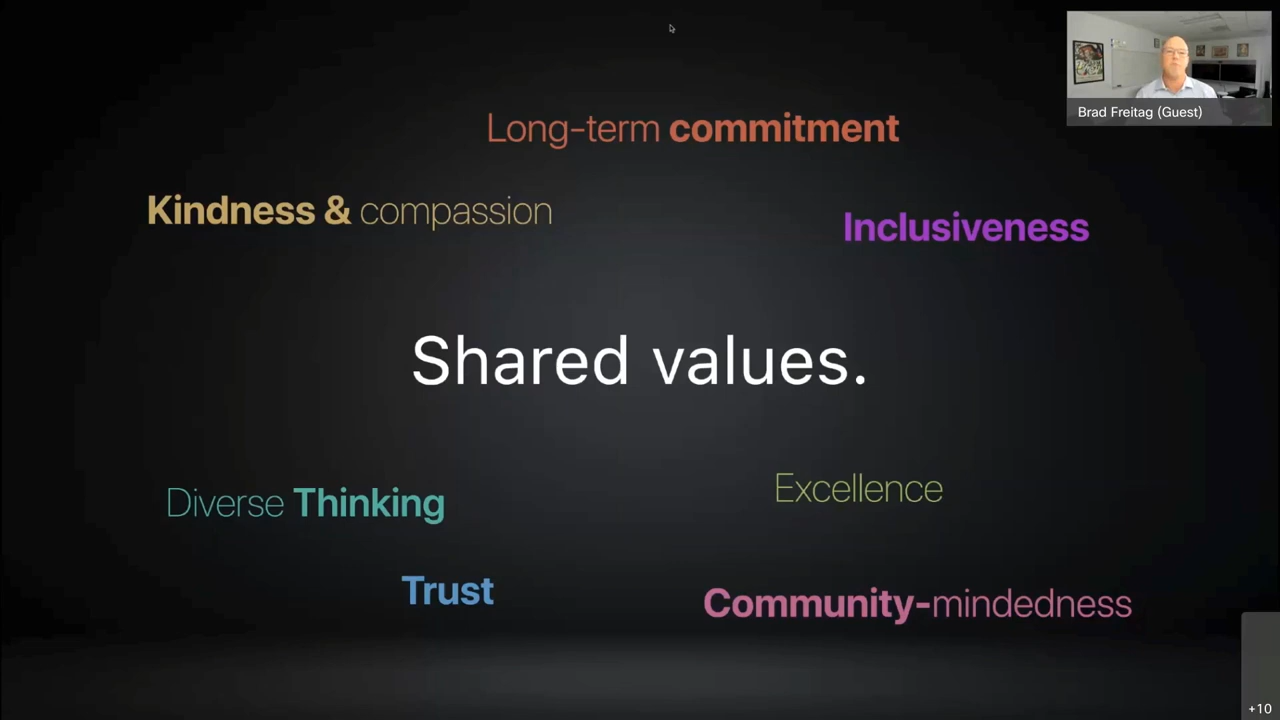 Brad Freitag (Guest)
Long-term commitment
Kindness & compassion
Inclusiveness
Shared values.
Diverse Thinking
Excellence
Trust
Community-mindedness
+10